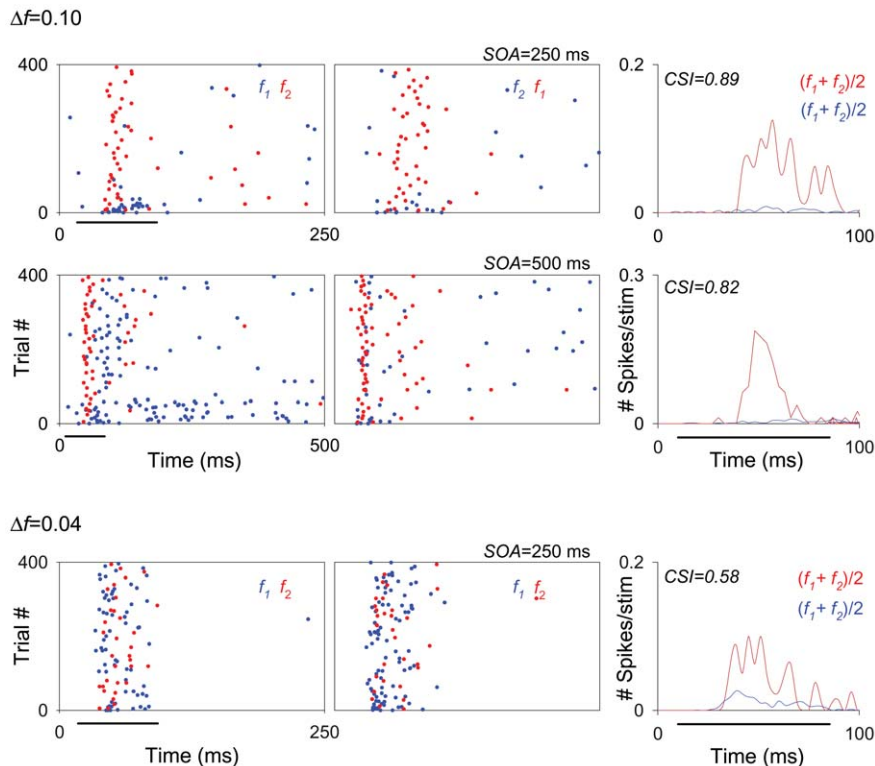 Δf=0.10
SOA=250 ms
400
f1 f2
f2 f1
0.2
CSI=0.89
(f1+ f2)/2
(f1+ f2)/2
0
0
0
250
0
100
SOA=500 ms
400
0.3
CSI=0.82
Trial #
# Spikes/stim
0
0
0
500
0
100
Time (ms)
Time (ms)
Δf=0.04
SOA=250 ms
400
f1 f2
f1 f2
0.2
CSI=0.58
(f1+ f2)/2
(f1+ f2)/2
Trial #
# Spikes/stim
0
0
0
250
0
100
Time (ms)
Time (ms)